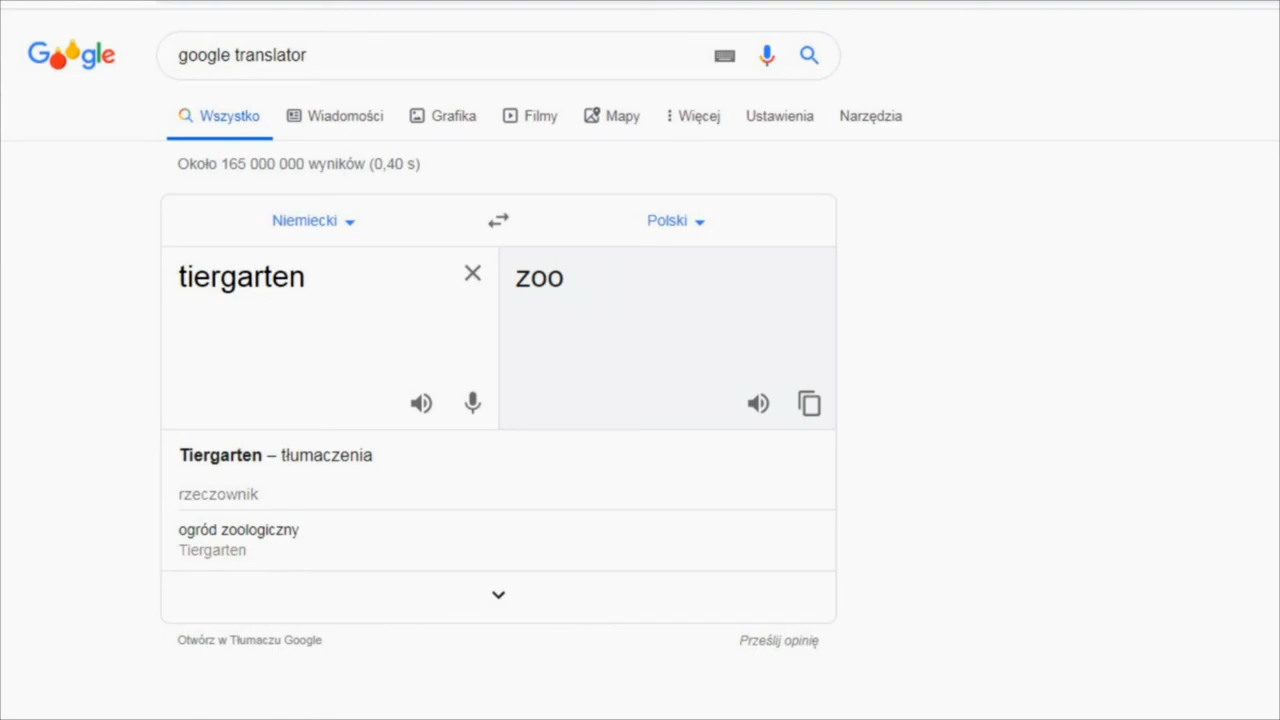 Google
google translator
Wszystko Wiadomości Grafika Filmy Mapy Więcej Ustawienia Narzędzia
Około 165 000 000 wyników (0,40 s)
Niemiecki Polski
tiergarten zoo
Tiergarten – tłumaczenia
rzeczownik
ogród zoologiczny
Tiergarten
Otwórz w Tłumaczu Google Prześlij opinię